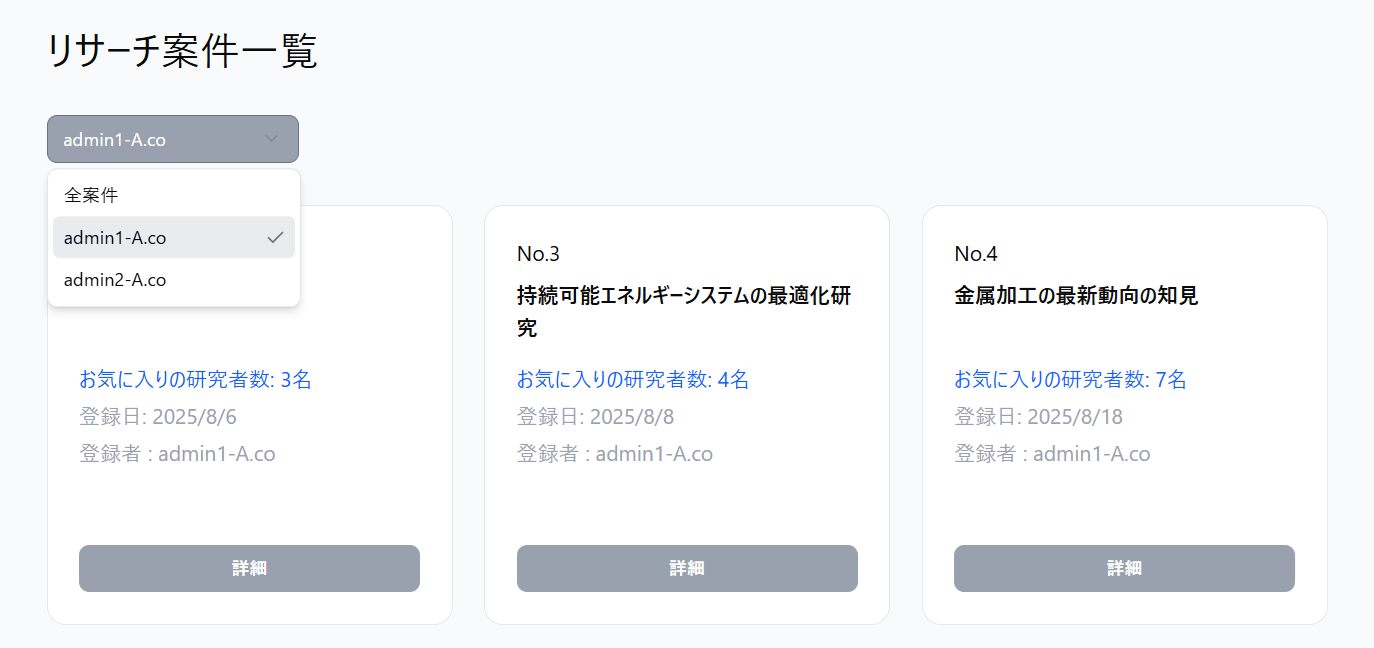 リサーチ案件一覧
admin1-A.co
全案件
admin1-A.co
admin2-A.co
お気に入りの研究者数: 3名
登録日: 2025/8/6
登録者 : admin1-A.co
詳細
No.3
持続可能エネルギーシステムの最適化研
究
お気に入りの研究者数: 4名
登録日: 2025/8/8
登録者 : admin1-A.co
詳細
No.4
金属加工の最新動向の知見
お気に入りの研究者数: 7名
登録日: 2025/8/18
登録者 : admin1-A.co
詳細